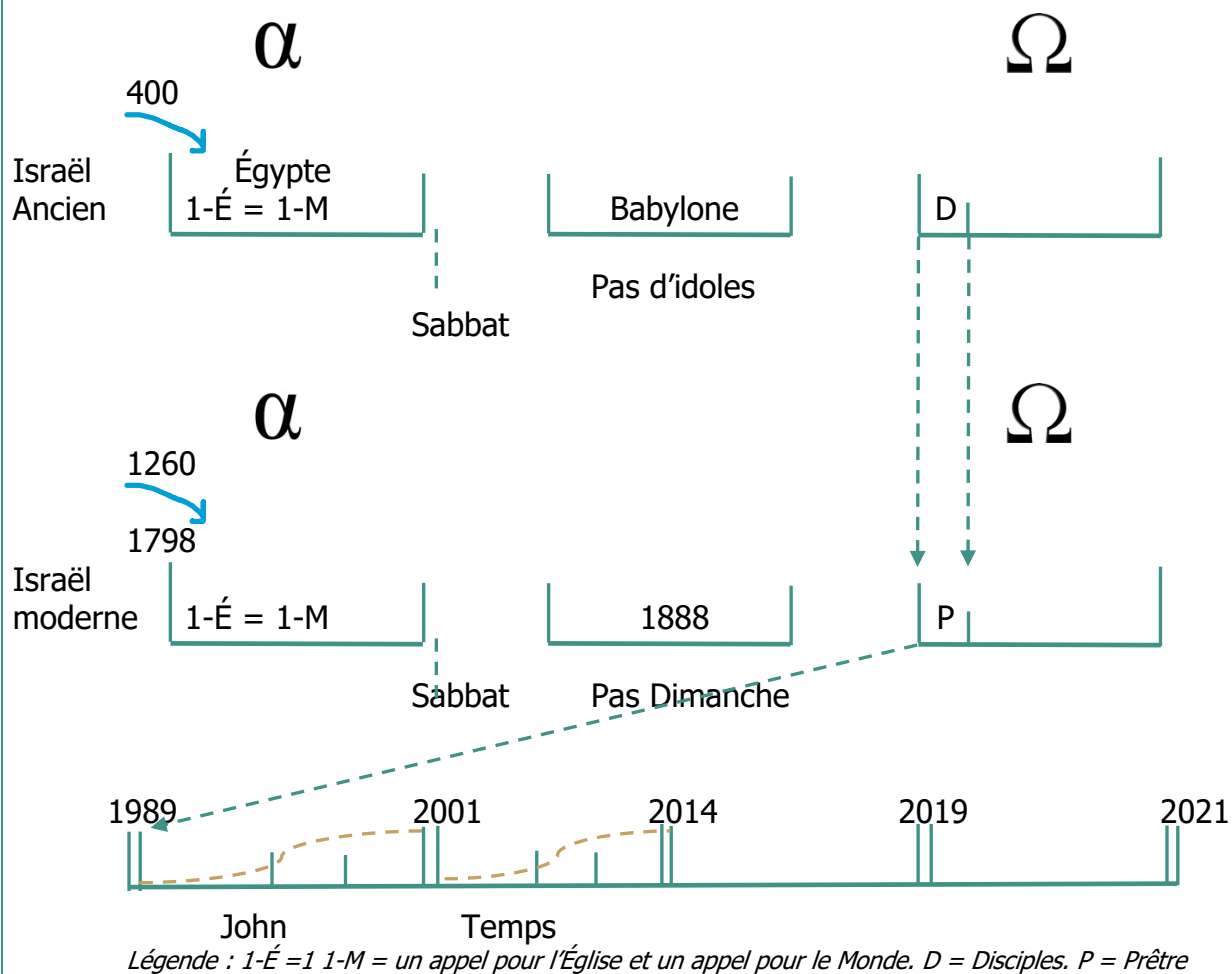 α Ω
400
Israël Égypte
Ancien 1-É = 1-M Babylone D
Pas d'idoles
Sabbat
α Ω
1260
1798
Israël
moderne 1-É = 1-M 1888 P
Sabbat Pas Dimanche
1989 2001 2014 2019 2021
John Temps
Légende : 1-É =1 1-M = un appel pour l'Église et un appel pour le Monde. D = Disciples. P = Prêtre